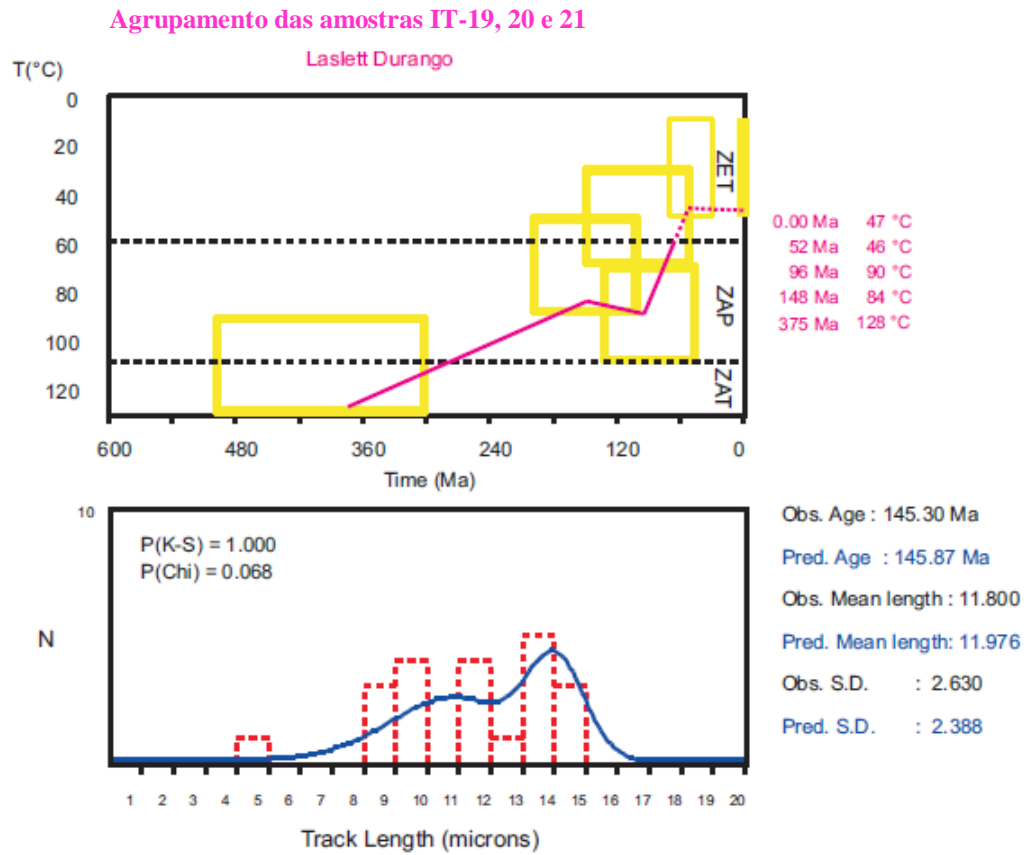 Agrupamento das amostras IT-19, 20 e 21
Laslett Durango
T(°C)
0
20
40
60
80
100
120
ZET
ZAP
ZAT
600 480 360 240 120 0
Time (Ma)
0.00 Ma 47 °C
52 Ma 46 °C
96 Ma 90 °C
148 Ma 84 °C
375 Ma 128 °C
10
N
P(K-S) = 1.000
P(Chi) = 0.068
1 2 3 4 5 6 7 8 9 10 11 12 13 14 15 16 17 18 19 20
Track Length (microns)
Obs. Age : 145.30 Ma
Pred. Age : 145.87 Ma
Obs. Mean length : 11.800
Pred. Mean length: 11.976
Obs. S.D. : 2.630
Pred. S.D. : 2.388